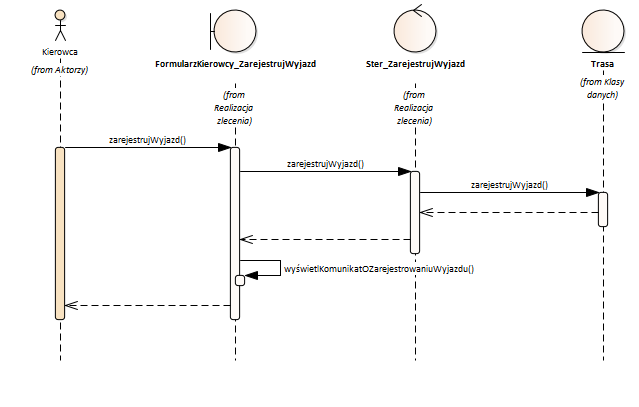 Kierowca
(from Aktorzy)
FormularzKierowcy_ZarejestrujWyjazd
(from
Realizacja
zlecenia)
Ster_ZarejestrujWyjazd
(from
Realizacja
zlecenia)
Trasa
(from Klasy
danych)
zarejestrujWyjazd()
zarejestrujWyjazd()
zarejestrujWyjazd()
wyświetlKomunikatOZarejestrowaniuWyjazdu()